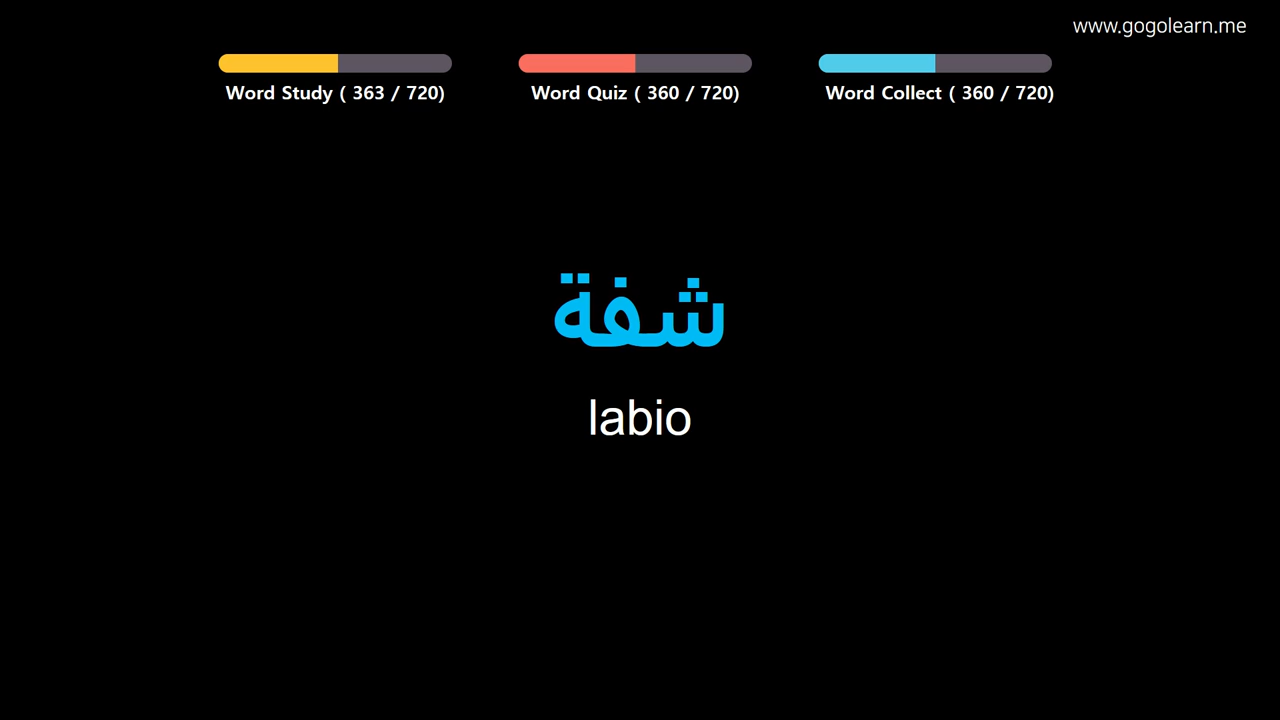 www.gogolearn.me
Word Study ( 363 / 720)
Word Quiz ( 360 / 720)
Word Collect ( 360 / 720)
شفة
labio